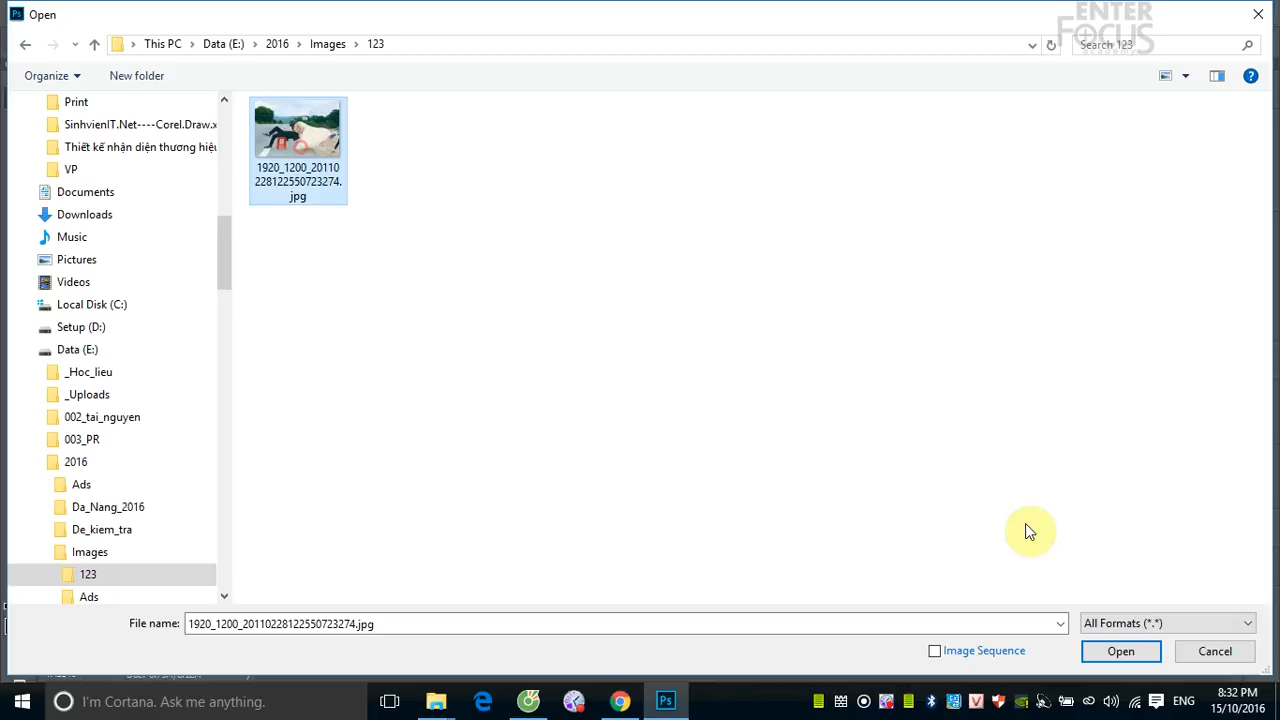 Open
ENTER
FOCUS
academy
This PC
Data (E:)
2016
Images
123
Search 123
Organize
New folder
Print
SinhvienIT.Net----Corel.Draw.x
Thiết kế nhận diện thương hiệu
VP
Documents
Downloads
Music
Pictures
Videos
Local Disk (C:)
Setup (D:)
Data (E:)
_Hoc_lieu
_Uploads
002_tai_nguyen
003_PR
2016
Ads
Da_Nang_2016
De_kiem_tra
Images
123
Ads
1920_1200_20110
228122550723274.
jpg
File name:
1920_1200_20110228122550723274.jpg
All Formats (*.*)
Image Sequence
Open
Cancel
I'm Cortana. Ask me anything.
Ps
ENG
8:32 PM
15/10/2016